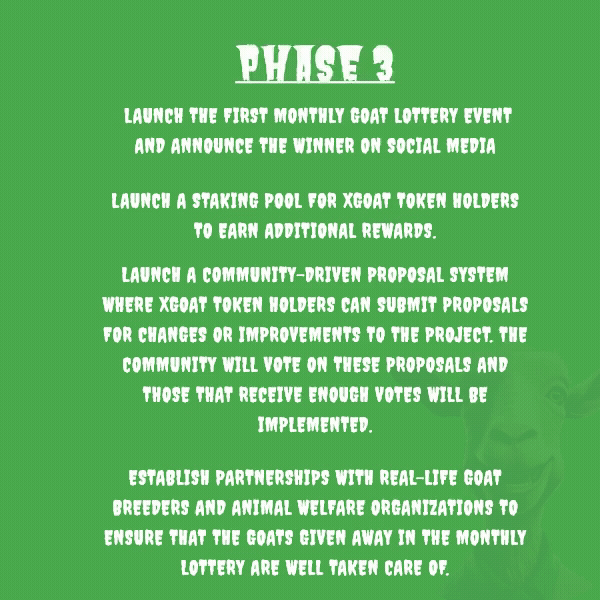 PHASE 3
LAUNCH THE FIRST MONTHLY GOAT LOTTERY EVENT
AND ANNOUNCE THE WINNER ON SOCIAL MEDIA
LAUNCH A STAKING POOL FOR XGOAT TOKEN HOLDERS
TO EARN ADDITIONAL REWARDS.
LAUNCH A COMMUNITY-DRIVEN PROPOSAL SYSTEM
WHERE XGOAT TOKEN HOLDERS CAN SUBMIT PROPOSALS
FOR CHANGES OR IMPROVEMENTS TO THE PROJECT. THE
COMMUNITY WILL VOTE ON THESE PROPOSALS AND
THOSE THAT RECEIVE ENOUGH VOTES WILL BE
IMPLEMENTED.
ESTABLISH PARTNERSHIPS WITH REAL-LIFE GOAT
BREEDERS AND ANIMAL WELFARE ORGANIZATIONS TO
ENSURE THAT THE GOATS GIVEN AWAY IN THE MONTHLY
LOTTERY ARE WELL TAKEN CARE OF.